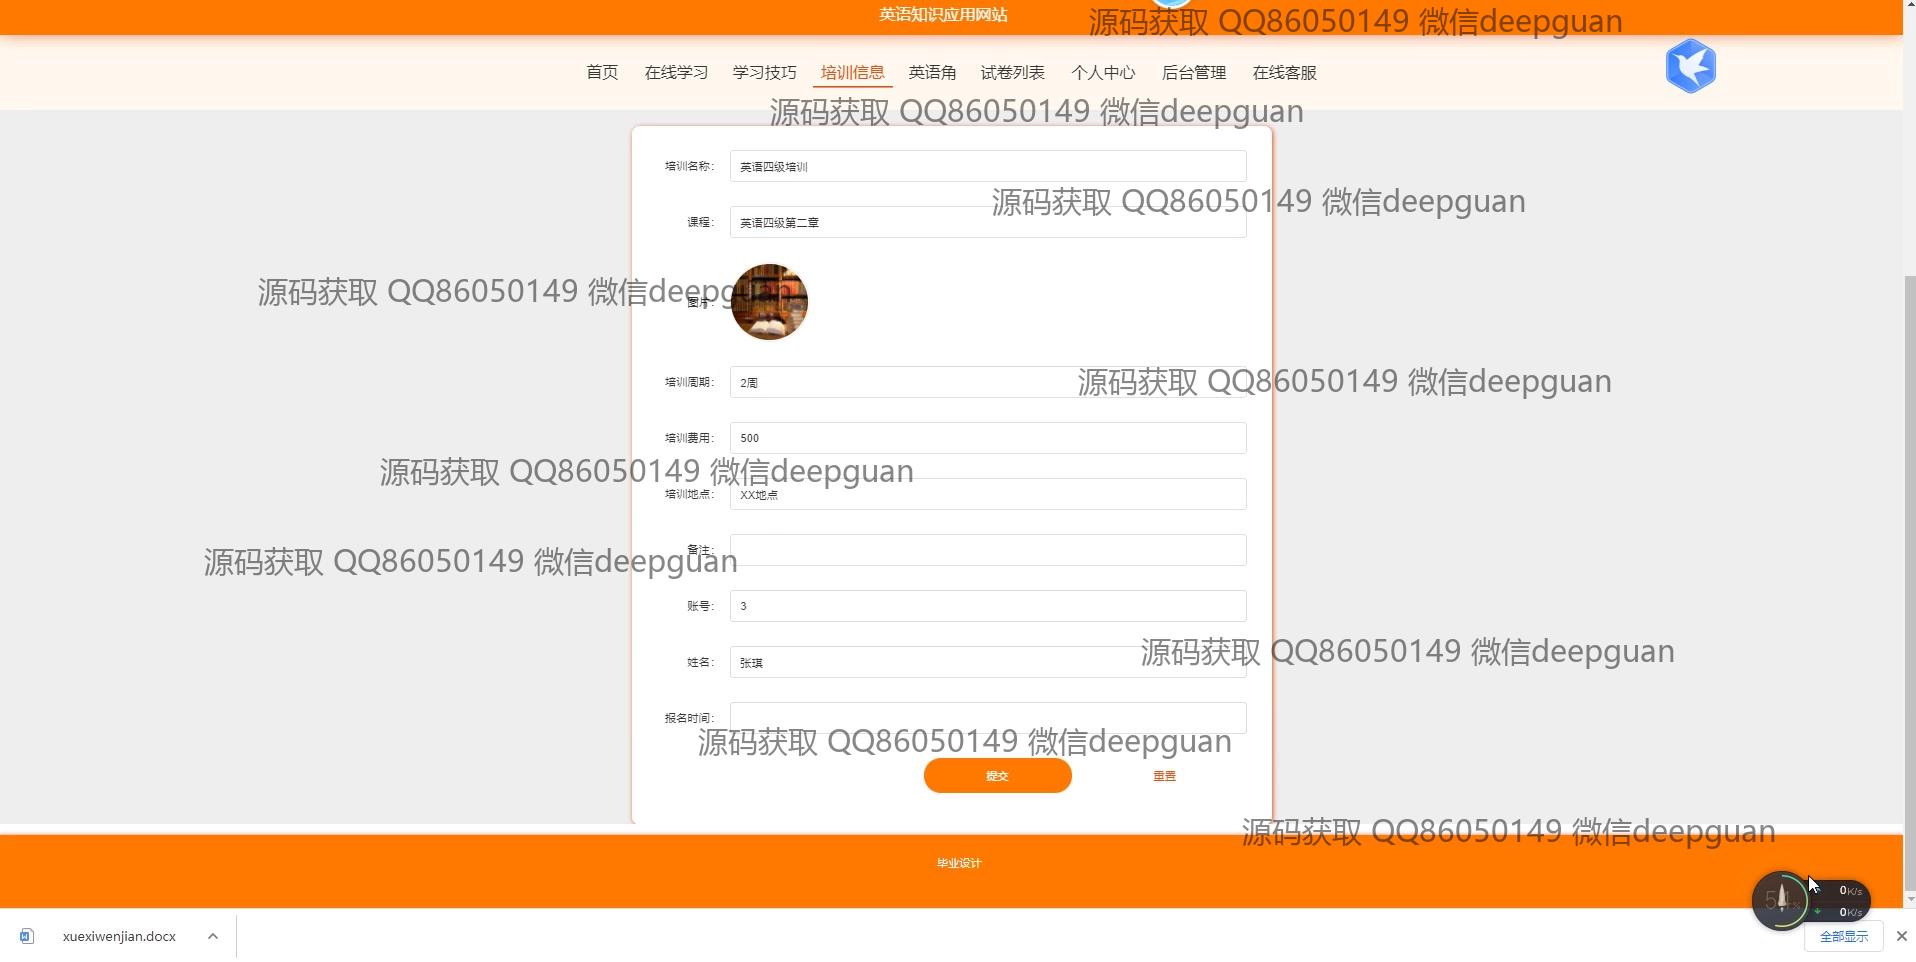 英语知识应用网站
源码获取 QQ86050149 微信deepguan
首页 在线学习 学习技巧 培训信息 英语角 试卷列表 个人中心 后台管理 在线客服
源码获取 QQ86050149 微信deepguan
培训名称： 英语四级培训
源码获取 QQ86050149 微信deepguan
课程： 英语四级第二章
源码获取 QQ86050149 微信deepguan
图片：
培训周期： 2周
源码获取 QQ86050149 微信deepguan
培训费用： 500
源码获取 QQ86050149 微信deepguan
培训地点： XX地点
备注：
源码获取 QQ86050149 微信deepguan
账号： 3
源码获取 QQ86050149 微信deepguan
姓名： 张琪
报名时间：
源码获取 QQ86050149 微信deepguan
提交 重置
源码获取 QQ86050149 微信deepguan
毕业设计
0K/s
0K/s
xuexiwenjian.docx
全部显示